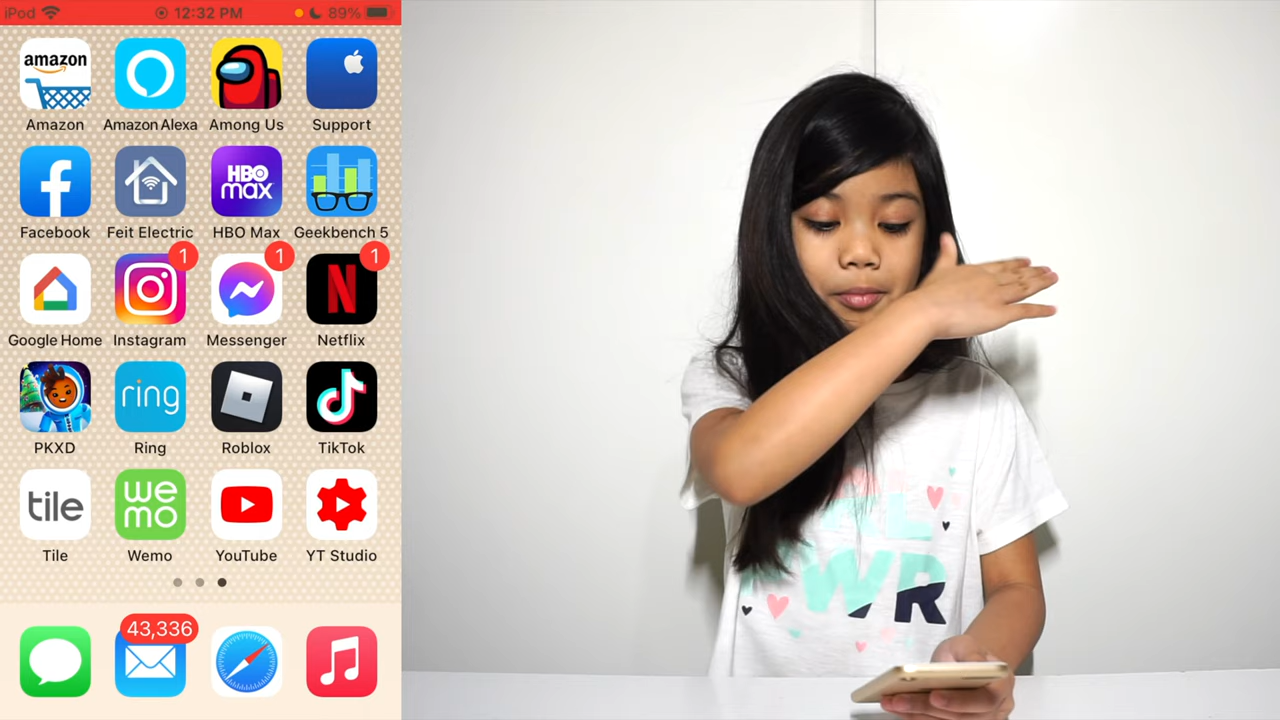 iPod 12:32 PM 89%
amazon
Amazon Amazon Alexa Among Us Support
HBO
max
Facebook Feit Electric HBO Max Geekbench 5
1 1 1
Google Home Instagram Messenger Netflix
ring
PKXD Ring Roblox TikTok
tile we
mo
Tile Wemo YouTube YT Studio
43,336